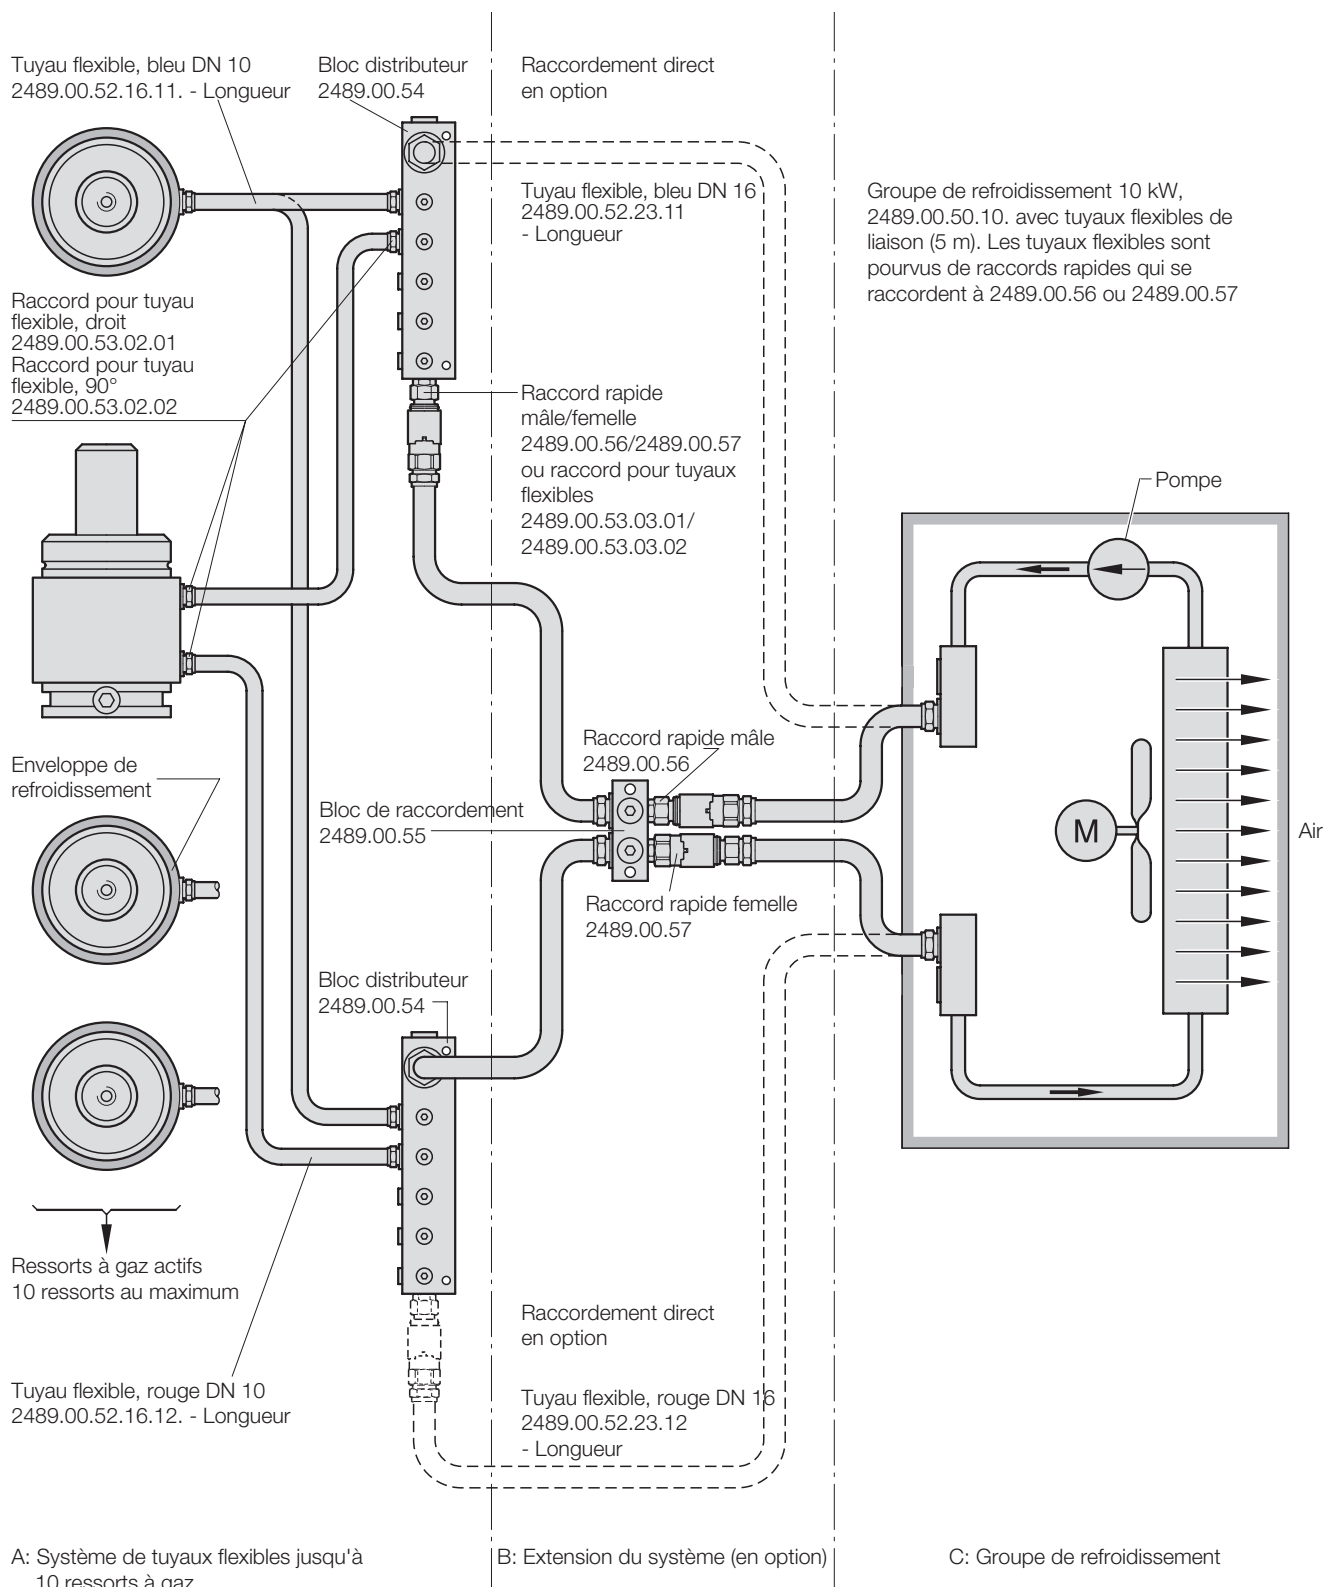 Tuyau flexible, bleu DN 10
2489.00.52.16.11. - Longueur
Bloc distributeur
2489.00.54
Raccordement direct
en option
Tuyau flexible, bleu DN 16
2489.00.52.23.11
- Longueur
Groupe de refroidissement 10 kW,
2489.00.50.10. avec tuyaux flexibles de
liaison (5 m). Les tuyaux flexibles sont
pourvus de raccords rapides qui se
raccordent à 2489.00.56 ou 2489.00.57
Raccord pour tuyau
flexible, droit
2489.00.53.02.01
Raccord pour tuyau
flexible, 90°
2489.00.53.02.02
Raccord rapide
mâle/femelle
2489.00.56/2489.00.57
ou raccord pour tuyaux
flexibles
2489.00.53.03.01/
2489.00.53.03.02
Pompe
Raccord rapide mâle
2489.00.56
Enveloppe de
refroidissement
Bloc de raccordement
2489.00.55
M
Air
Raccord rapide femelle
2489.00.57
Bloc distributeur
2489.00.54
Ressorts à gaz actifs
10 ressorts au maximum
Raccordement direct
en option
Tuyau flexible, rouge DN 10
2489.00.52.16.12. - Longueur
Tuyau flexible, rouge DN 16
2489.00.52.23.12
- Longueur
A: Système de tuyaux flexibles jusqu'à
10 ressorts à gaz
B: Extension du système (en option)
C: Groupe de refroidissement